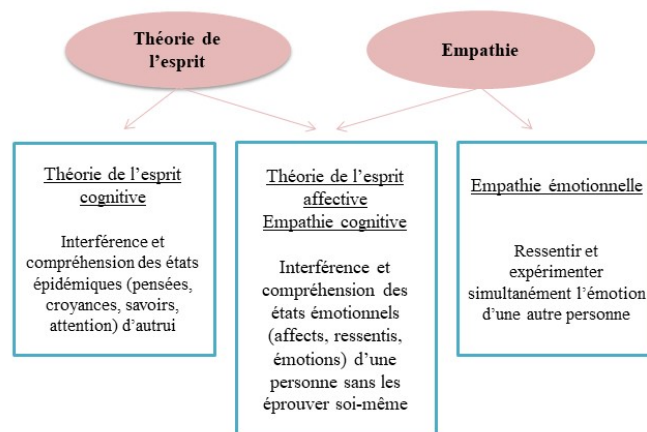 Théorie de
l'esprit
Empathie
Théorie de l'esprit
cognitive
Interférence et
compréhension des états
épidémiques (pensées,
croyances, savoirs,
attention) d'autrui
Théorie de l'esprit
affective
Empathie cognitive
Interférence et
compréhension des
états émotionnels
(affects, ressentis,
émotions) d'une
personne sans les
éprouver soi-même
Empathie émotionnelle
Ressentir et
expérimenter
simultanément l'émotion
d'une autre personne